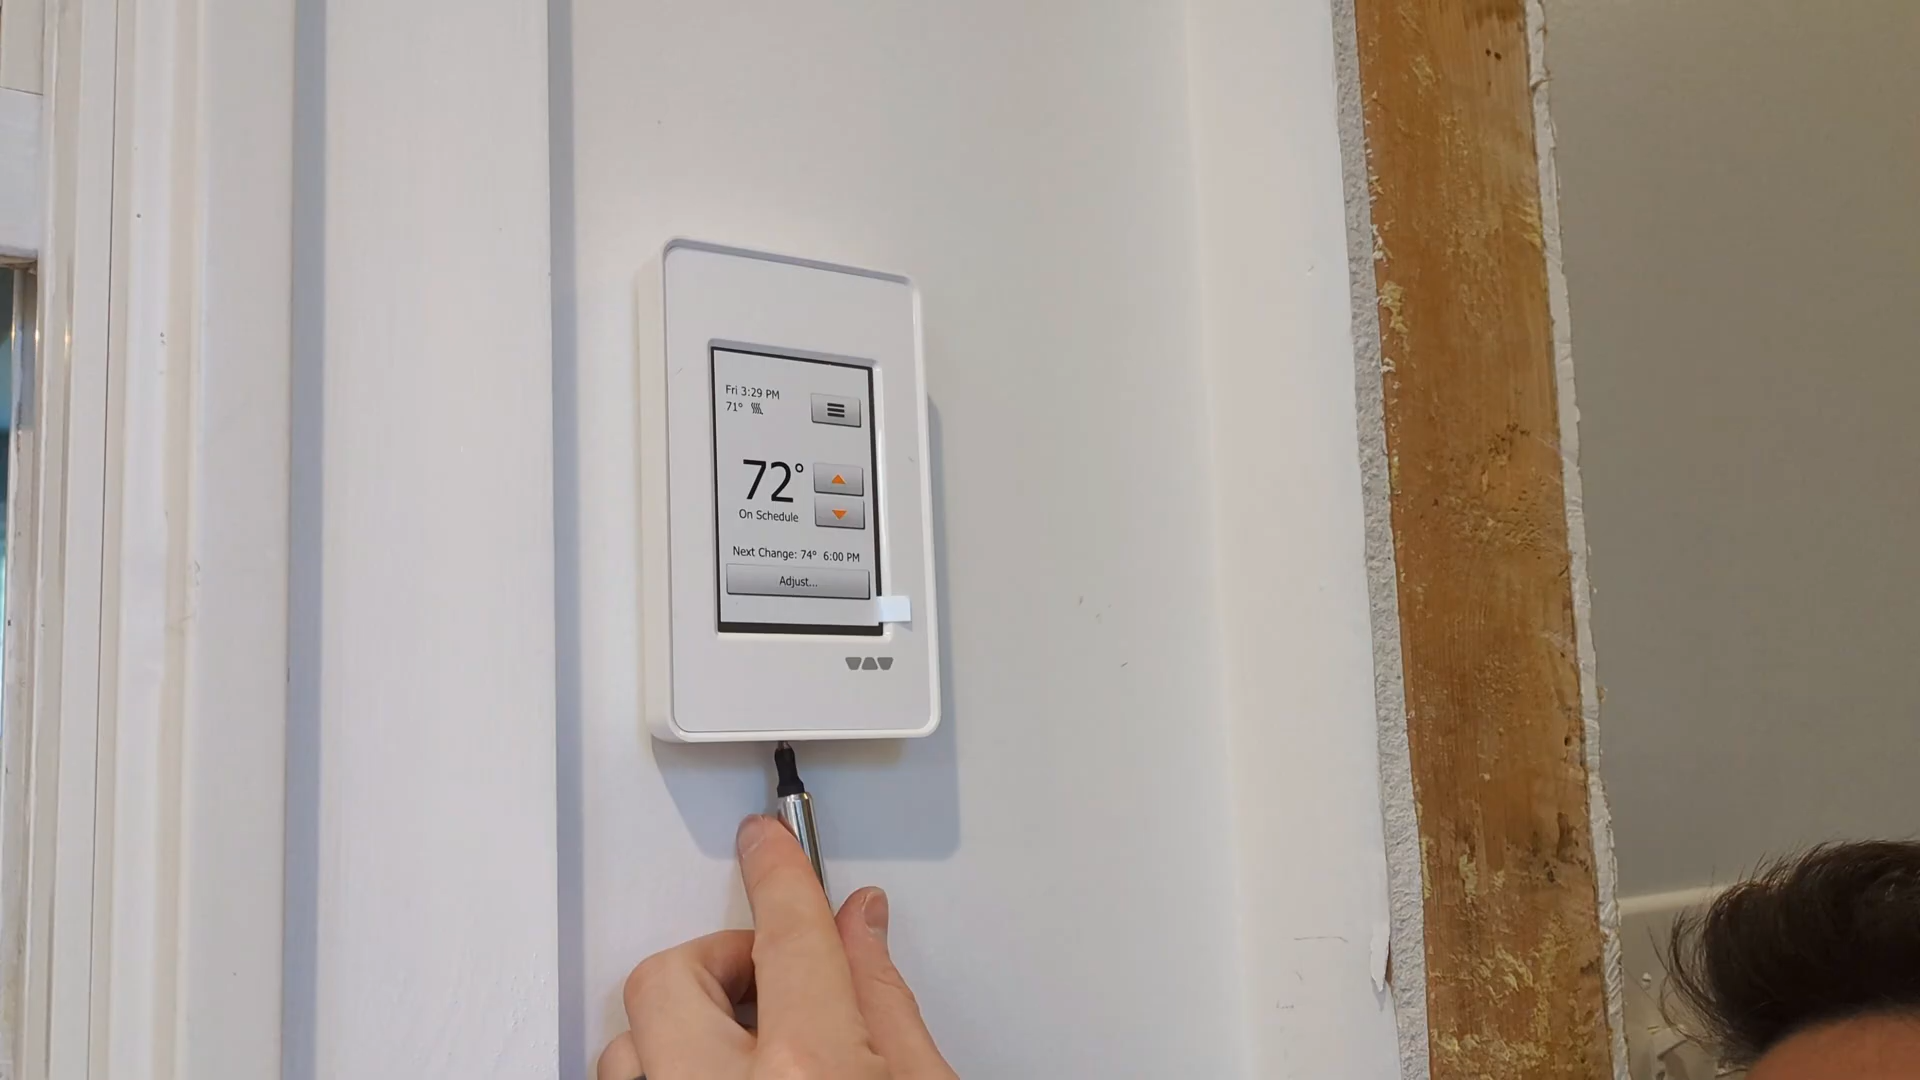 Fri 3:29 PM
71°
72°
On Schedule
Next Change: 74° 6:00 PM
Adjust...